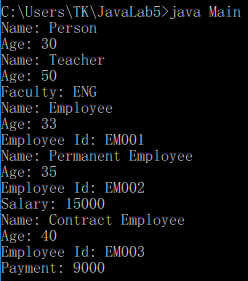 C:\Users\TK\JavaLab5>java Main
Name: Person
Age: 30
Name: Teacher
Age: 50
Faculty: ENG
Name: Employee
Age: 33
Employee Id: EM001
Name: Permanent Employee
Age: 35
Employee Id: EM002
Salary: 15000
Name: Contract Employee
Age: 40
Employee Id: EM003
Payment: 9000